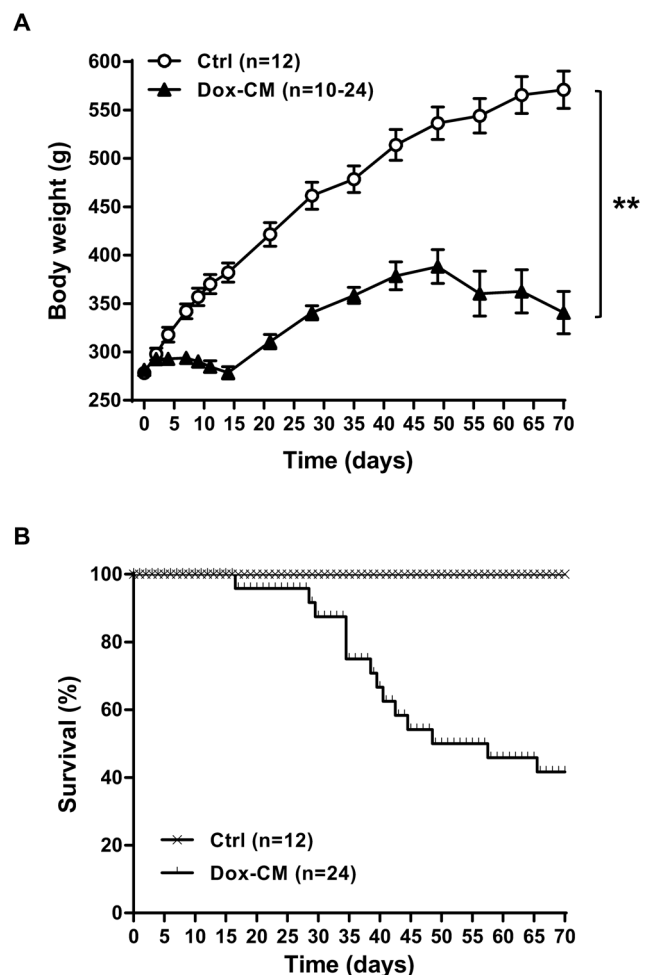 A
Ctrl (n=12)
Dox-CM (n=10-24)
600
550
500
450
400
350
300
250
Body weight (g)
**
0 5 10 15 20 25 30 35 40 45 50 55 60 65 70
Time (days)
B
100
80
60
40
20
0
Survival (%)
Ctrl (n=12)
Dox-CM (n=24)
0 5 10 15 20 25 30 35 40 45 50 55 60 65 70
Time (days)